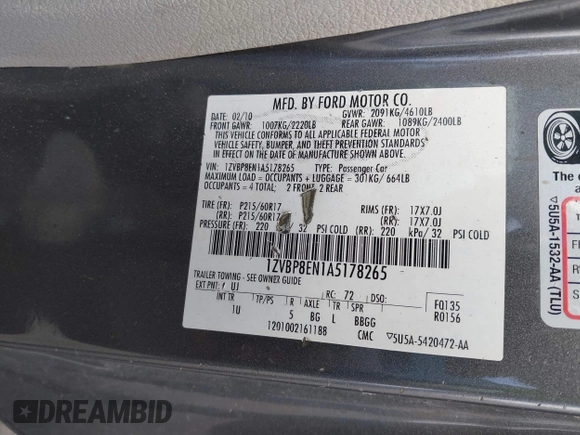 MFD. BY FORD MOTOR CO.
DATE: 02/10 GVWR: 2091KG/4610LB
FRONT GAWR: 1007KG/2220LB REAR GAWR: 1089KG/2400LB
THIS VEHICLE CONFORMS TO ALL APPLICABLE FEDERAL MOTOR
VEHICLE SAFETY, BUMPER, AND THEFT PREVENTION STANDARDS
IN EFFECT ON THE DATE OF MANUFACTURE SHOWN ABOVE.
VIN: 1ZVBP8EN1A5178265 TYPE: Passenger Car
MAXIMUM LOAD = OCCUPANTS + LUGGAGE = 301KG/ 664LB
OCCUPANTS = 4 TOTAL: 2 FRONT 2 REAR
TIRE (FR): P215/60R17 RIMS (FR): 17X7.0J
(RR): P215/60R17 (RR): 17X7.0J
PRESSURE (FR): 220 / 32 PSI COLD (RR) 220 kPa/ 32 PSI COLD
1ZVBP8EN1A5178265
TRAILER TOWING - SEE OWNER GUIDE
EXT PNT: UJ RC: 72 DSO:
INT TR TP/PS R AXLE TR SPR
1U 5 BG L BBGG
FQ135
R0156
1201002161188 CMC 5U5A-5420472-AA
The
5U5A-1532-AA (TLU)
F
R
S
DREAMBID